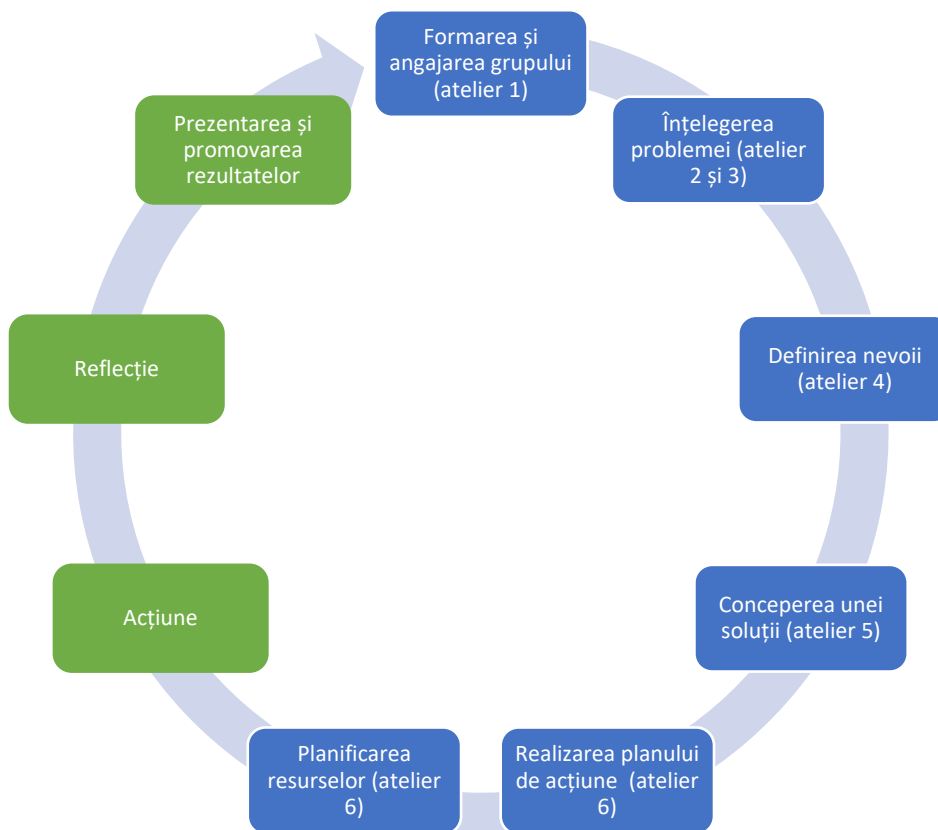 Formarea și
angajarea grupului
(atelier 1)
Înțelegerea
problemei (atelier
2 și 3)
Definirea nevoii
(atelier 4)
Conceperea unei
soluții (atelier 5)
Realizarea planului
de acțiune (atelier
6)
Planificarea
resurselor (atelier
6)
Acțiune
Reflecție
Prezentarea și
promovarea
rezultatelor